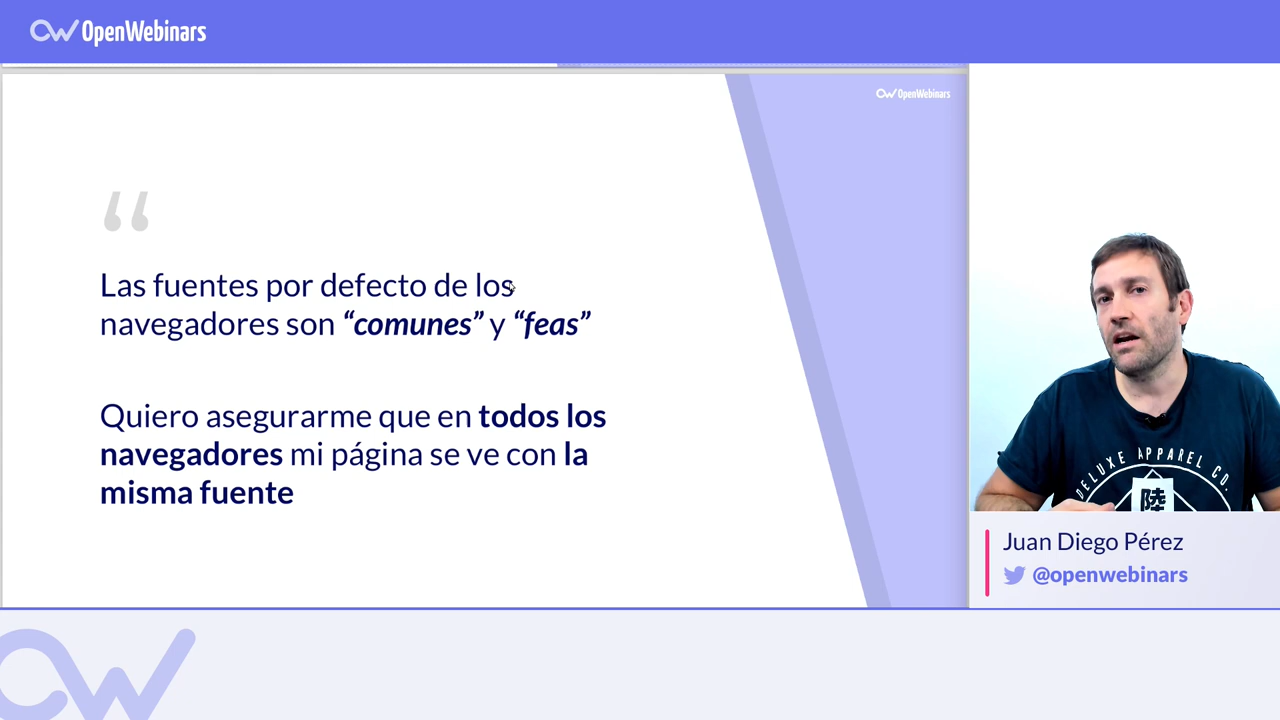 OpenWebinars
OpenWebinars
“
Las fuentes por defecto de los
navegadores son “comunes” y “feas”
Quiero asegurarme que en todos los
navegadores mi página se ve con la
misma fuente
DELUXE APPAREL CO.
陸
Juan Diego Pérez
@openwebinars